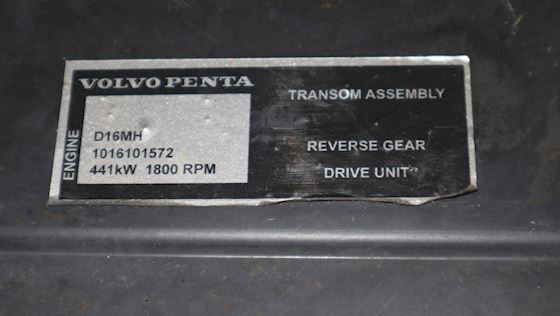 VOLVO PENTA
ENGINE
D16MH
1016101572
441kW 1800 RPM
TRANSOM ASSEMBLY
REVERSE GEAR
DRIVE UNIT